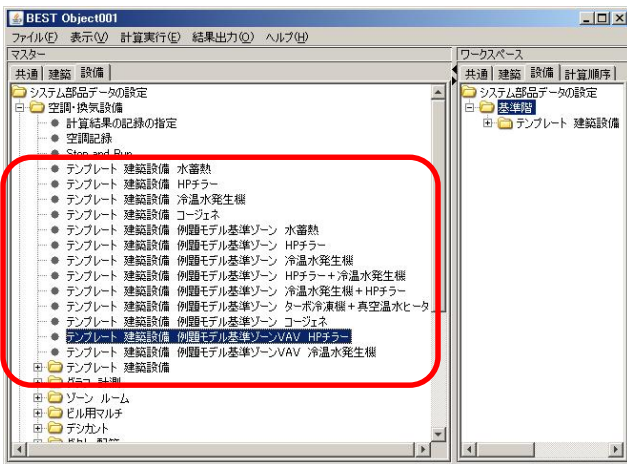 BEST Object001
ファイル(F) 表示(V) 計算実行(E) 結果出力(O) ヘルプ(H)
マスター
共通 建築 設備
システム部品データの設定
空調・換気設備
計算結果の記録の指定
空調記録
Stop and Run
テンプレート 建築設備 水蓄熱
テンプレート 建築設備 HPチラー
テンプレート 建築設備 冷温水発生機
テンプレート 建築設備 コージェネ
テンプレート 建築設備 例題モデル基準ゾーン 水蓄熱
テンプレート 建築設備 例題モデル基準ゾーン HPチラー
テンプレート 建築設備 例題モデル基準ゾーン 冷温水発生機
テンプレート 建築設備 例題モデル基準ゾーン HPチラー+冷温水発生機
テンプレート 建築設備 例題モデル基準ゾーン 冷温水発生機+HPチラー
テンプレート 建築設備 例題モデル基準ゾーン ターボ冷凍機+真空温水ヒータ
テンプレート 建築設備 例題モデル基準ゾーン コージェネ
テンプレート 建築設備 例題モデル基準ゾーンVAV HPチラー
テンプレート 建築設備 例題モデル基準ゾーンVAV 冷温水発生機
テンプレート 建築設備
ゾーン ルーム
ビル用マルチ
デシカント
ワークスペース
共通 建築 設備 計算順序
システム部品データの設定
基準階
テンプレート 建築設備